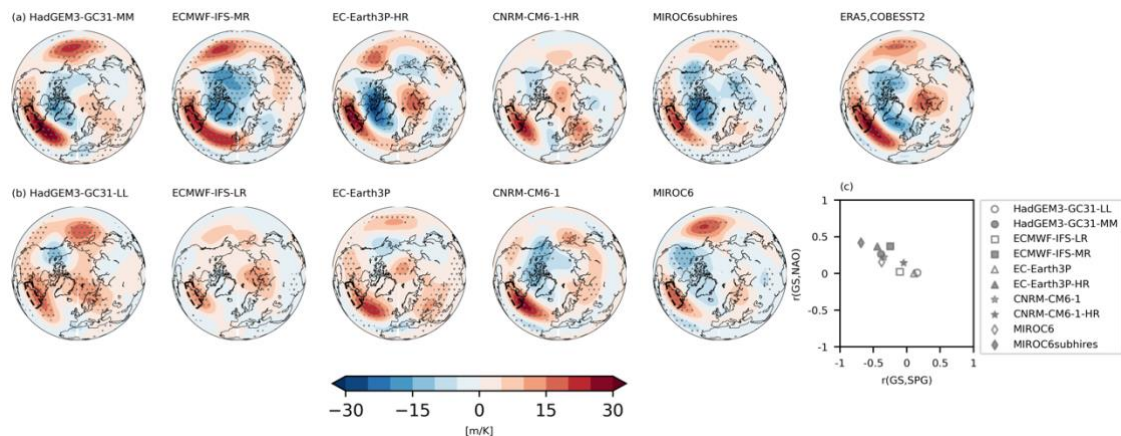 (a) HadGEM3-GC31-MM
ECMWF-IFS-MR
EC-Earth3P-HR
CNRM-CM6-1-HR
MIROC6subhires
ERA5,COBESST2
(b) HadGEM3-GC31-LL
ECMWF-IFS-LR
EC-Earth3P
CNRM-CM6-1
MIROC6
(c)
1
0.5
0
-0.5
-1
r(GS,NAO)
-1
-0.5
0
0.5
1
r(GS,SPG)
HadGEM3-GC31-LL
HadGEM3-GC31-MM
ECMWF-IFS-LR
ECMWF-IFS-MR
EC-Earth3P
EC-Earth3P-HR
CNRM-CM6-1
CNRM-CM6-1-HR
MIROC6
MIROC6subhires
−30
−15
0
15
30
[m/K]